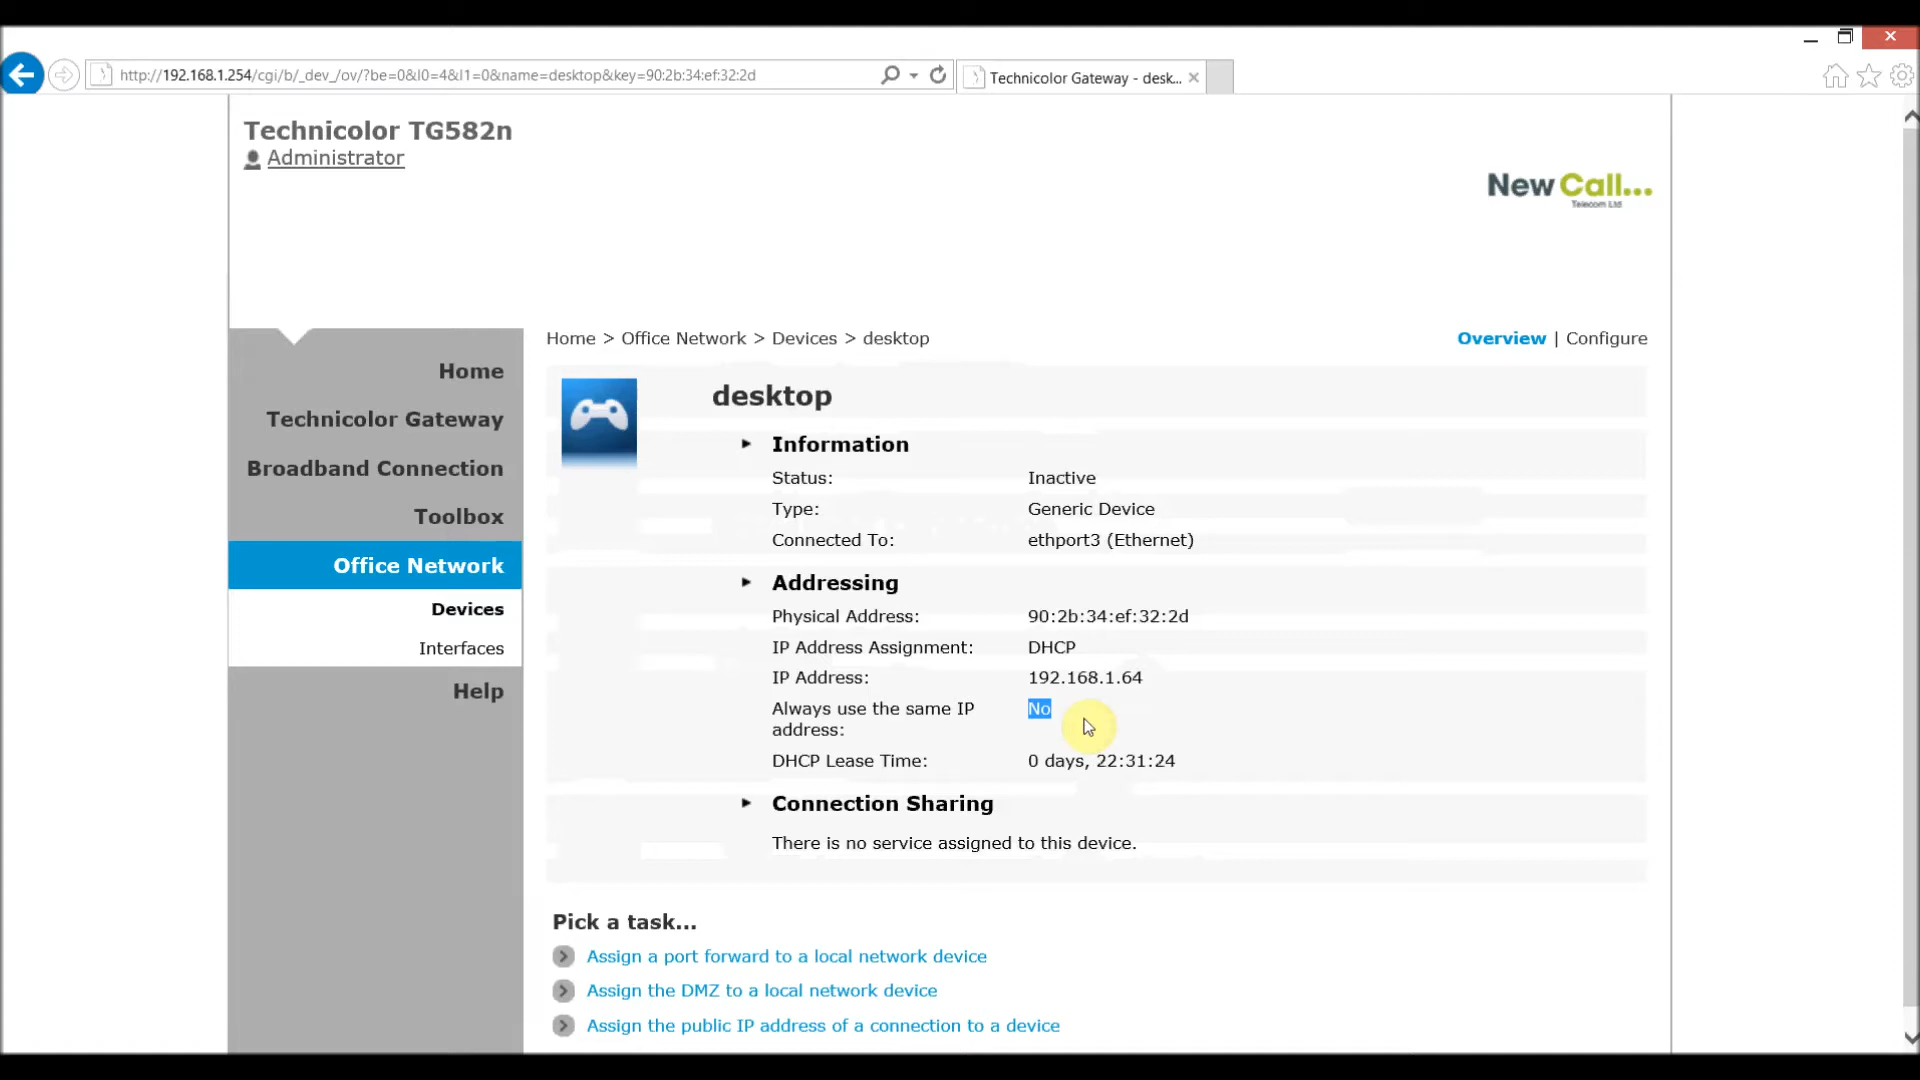 http://192.168.1.254/cgi/b/_dev_/ov/?be=0&l0=4&l1=0&name=desktop&key=90:2b:34:ef:32:2d
Technicolor Gateway - desk...
Technicolor TG582n
Administrator
New Call...
Telecom Ltd
Home > Office Network > Devices > desktop
Overview | Configure
Home
Technicolor Gateway
Broadband Connection
Toolbox
Office Network
Devices
Interfaces
Help
desktop
Information
Status: Inactive
Type: Generic Device
Connected To: ethport3 (Ethernet)
Addressing
Physical Address: 90:2b:34:ef:32:2d
IP Address Assignment: DHCP
IP Address: 192.168.1.64
Always use the same IP address: No
DHCP Lease Time: 0 days, 22:31:24
Connection Sharing
There is no service assigned to this device.
Pick a task...
Assign a port forward to a local network device
Assign the DMZ to a local network device
Assign the public IP address of a connection to a device